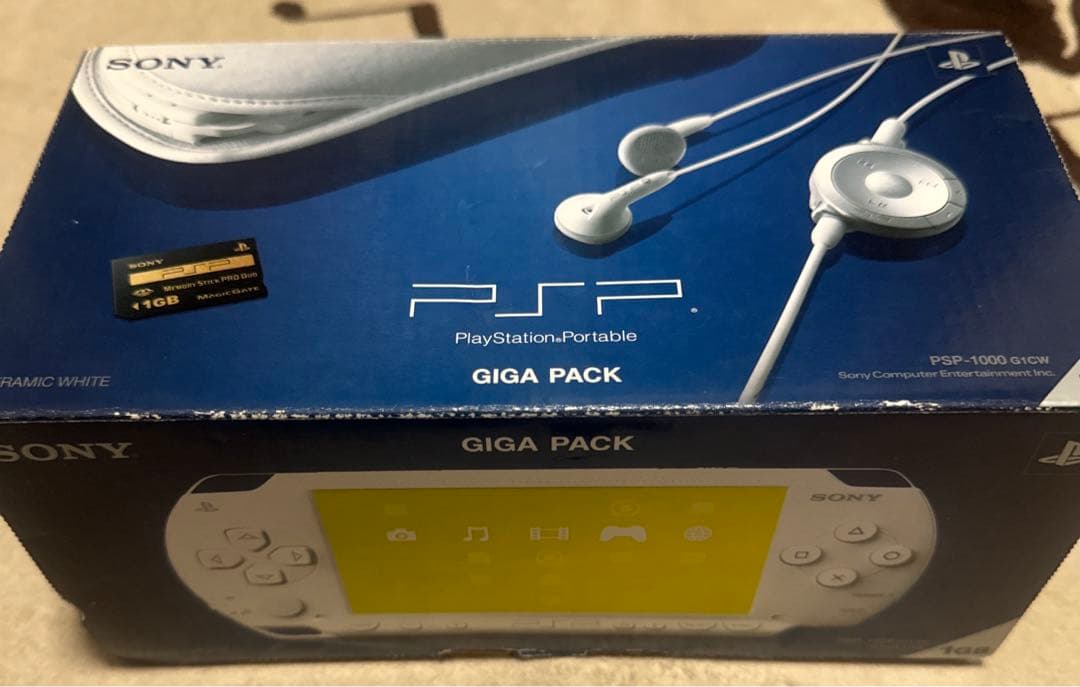 SONY
SONY
PSP
MEMORY STICK PRO DUO
1GB MAGICGATE
PSP
PlayStation®Portable
GIGA PACK
RAMIC WHITE
PSP-1000 G1CW
Sony Computer Entertainment Inc.
SONY
GIGA PACK
SONY
1GB